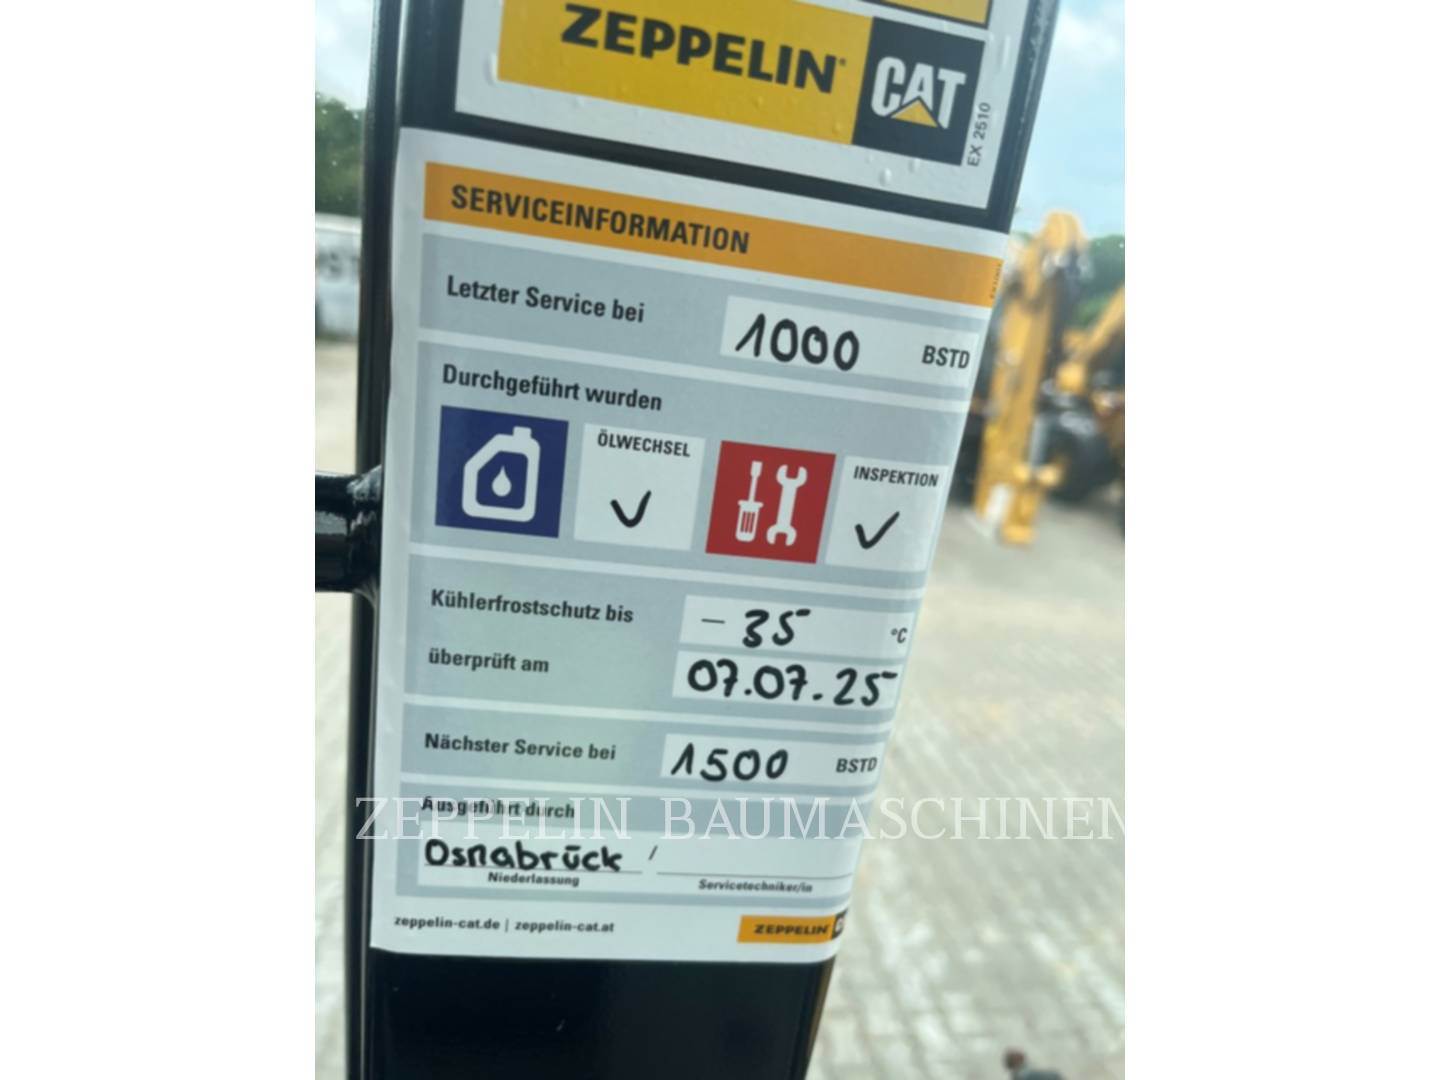 ZEPPELIN CAT
EX 2510
SERVICEINFORMATION
Letzter Service bei 1000 BSTD
Durchgeführt wurden
ÖLWECHSEL ✓ INSPEKTION ✓
Kühlerfrostschutz bis - 35 °C
überprüft am 07.07.25
Nächster Service bei 1500 BSTD
Ausgeführt durch
ZEPPELIN BAUMASCHINEN
Osnabrück /
Niederlassung Servicetechniker/in
zeppelin-cat.de | zeppelin-cat.at ZEPPELIN